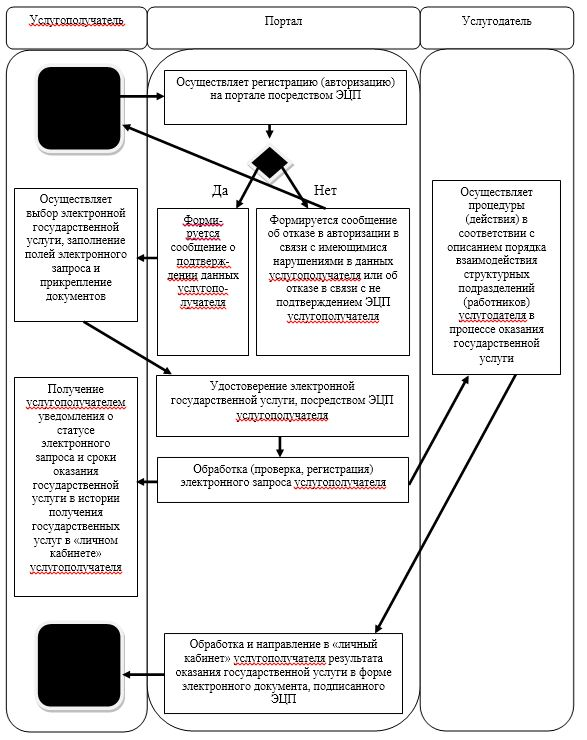 Услугополучатель
Портал
Услугодатель
Осуществляет регистрацию (авторизацию)
на портале посредством ЭЦП
Да
Нет
Осуществляет
выбор электронной
государственной
услуги, заполнение
полей электронного
запроса и
прикрепление
документов
Форми-
руется
сообщение о
подтверж-
дении данных
услугопо-
лучателя
Формируется сообщение
об отказе в авторизации в
связи с имеющимися
нарушениями в данных
услугополучателя или об
отказе в связи с не
подтверждением ЭЦП
услугополучателя
Осуществляет
процедуры
(действия) в
соответствии с
описанием порядка
взаимодействия
структурных
подразделений
(работников)
услугодателя в
процессе оказания
государственной
услуги
Удостоверение электронной
государственной услуги, посредством ЭЦП
услугополучателя
Получение
услугополучателем
уведомления о
статусе
электронного
запроса и сроки
оказания
государственной
услуги в истории
получения
государственных
услуг в «личном
кабинете»
услугополучателя
Обработка (проверка, регистрация)
электронного запроса услугополучателя
Обработка и направление в «личный
кабинет» услугополучателя результата
оказания государственной услуги в форме
электронного документа, подписанного
ЭЦП